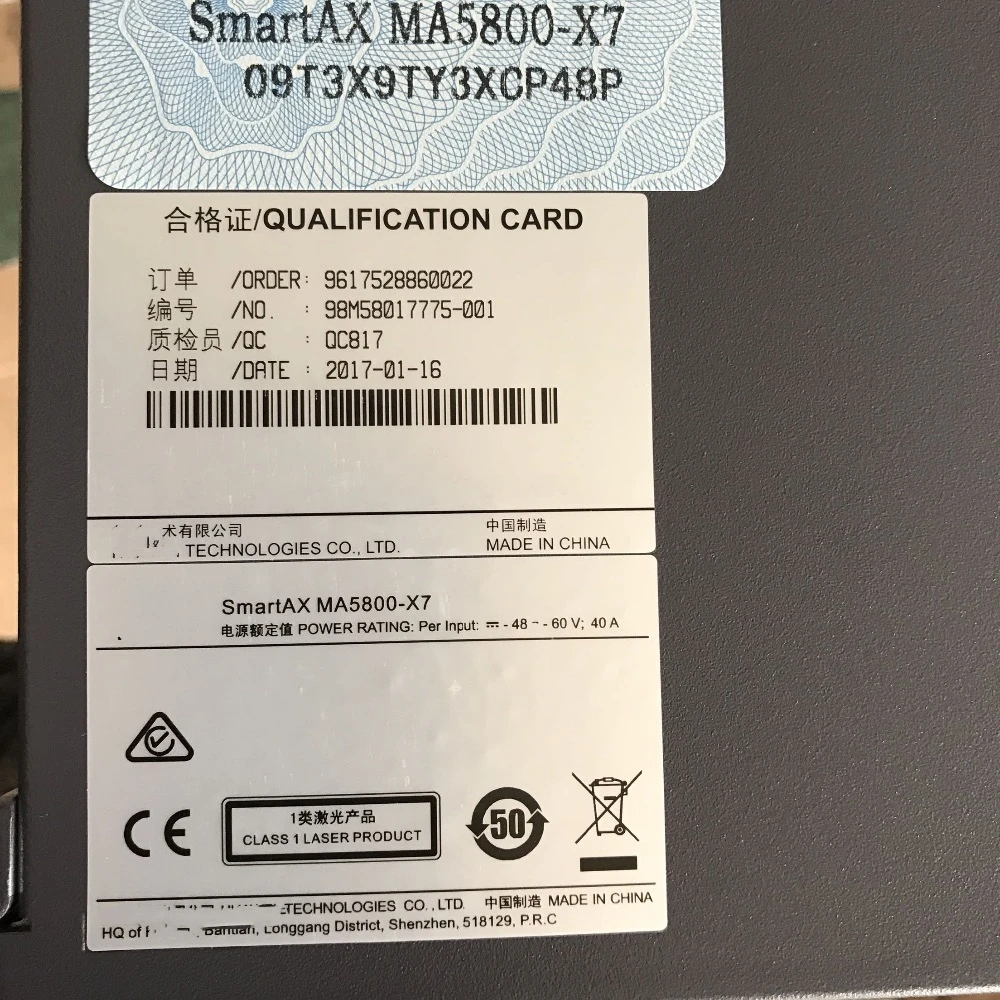 SmartAX MA5800-X7
09T3X9TY3XCP48P
合格证/QUALIFICATION CARD
订单 /ORDER: 9617528860022
编号 /NO. : 98M58017775-001
质检员 /QC : QC817
日期 /DATE : 2017-01-16
术有限公司 中国制造
TECHNOLOGIES CO., LTD. MADE IN CHINA
SmartAX MA5800-X7
电源额定值 POWER RATING: Per Input: ⎓ - 48 ~ - 60 V; 40 A
CE
1类激光产品
CLASS 1 LASER PRODUCT
50
TECHNOLOGIES CO., LTD. 中国制造 MADE IN CHINA
HQ of Bantian, Longgang District, Shenzhen, 518129, P.R.C